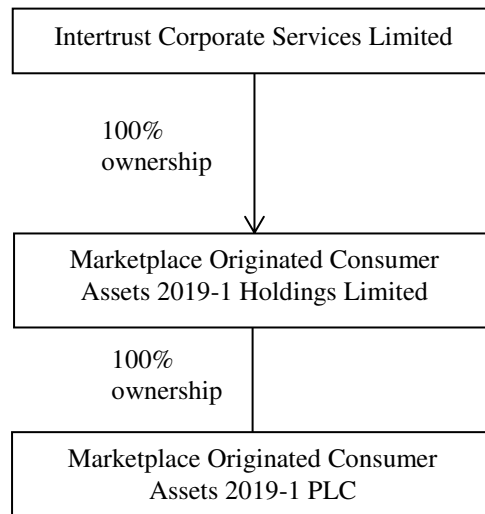 Intertrust Corporate Services Limited
100%
ownership
Marketplace Originated Consumer
Assets 2019-1 Holdings Limited
100%
ownership
Marketplace Originated Consumer
Assets 2019-1 PLC